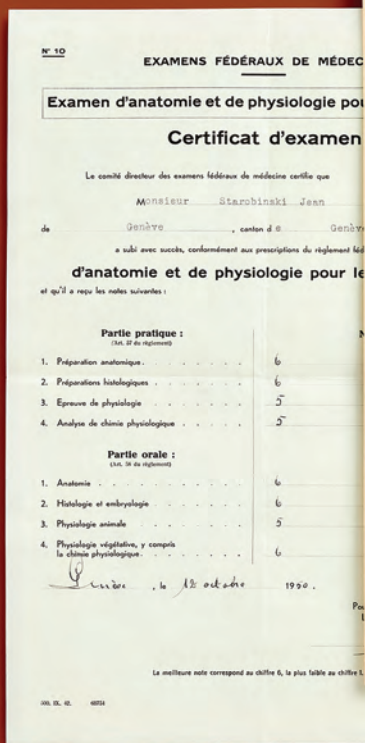 N° 10
EXAMENS FÉDÉRAUX DE MÉDEC
Examen d'anatomie et de physiologie pou
Certificat d'examen
Le comité directeur des examens fédéraux de médecine certifie que
Monsieur Starobinski Jean
de Genève , canton de Genèv
a subi avec succès, conformément aux prescriptions du règlement féd
d'anatomie et de physiologie pour le
et qu'il a reçu les notes suivantes :
Partie pratique :
(Art. 57 du règlement)
1. Préparation anatomique . . . . . . 6
2. Préparations histologiques . . . . . . 6
3. Epreuve de physiologie . . . . . . 5
4. Analyse de chimie physiologique . . . . . . 5
Partie orale :
(Art. 58 du règlement)
1. Anatomie . . . . . . 6
2. Histologie et embryologie . . . . . . 6
3. Physiologie animale . . . . . . 5
4. Physiologie végétative, y compris
la chimie physiologique . . . . . . 6
Genève , le 12 octobre 1950.
Pou
La meilleure note correspond au chiffre 6, la plus faible au chiffre 1.